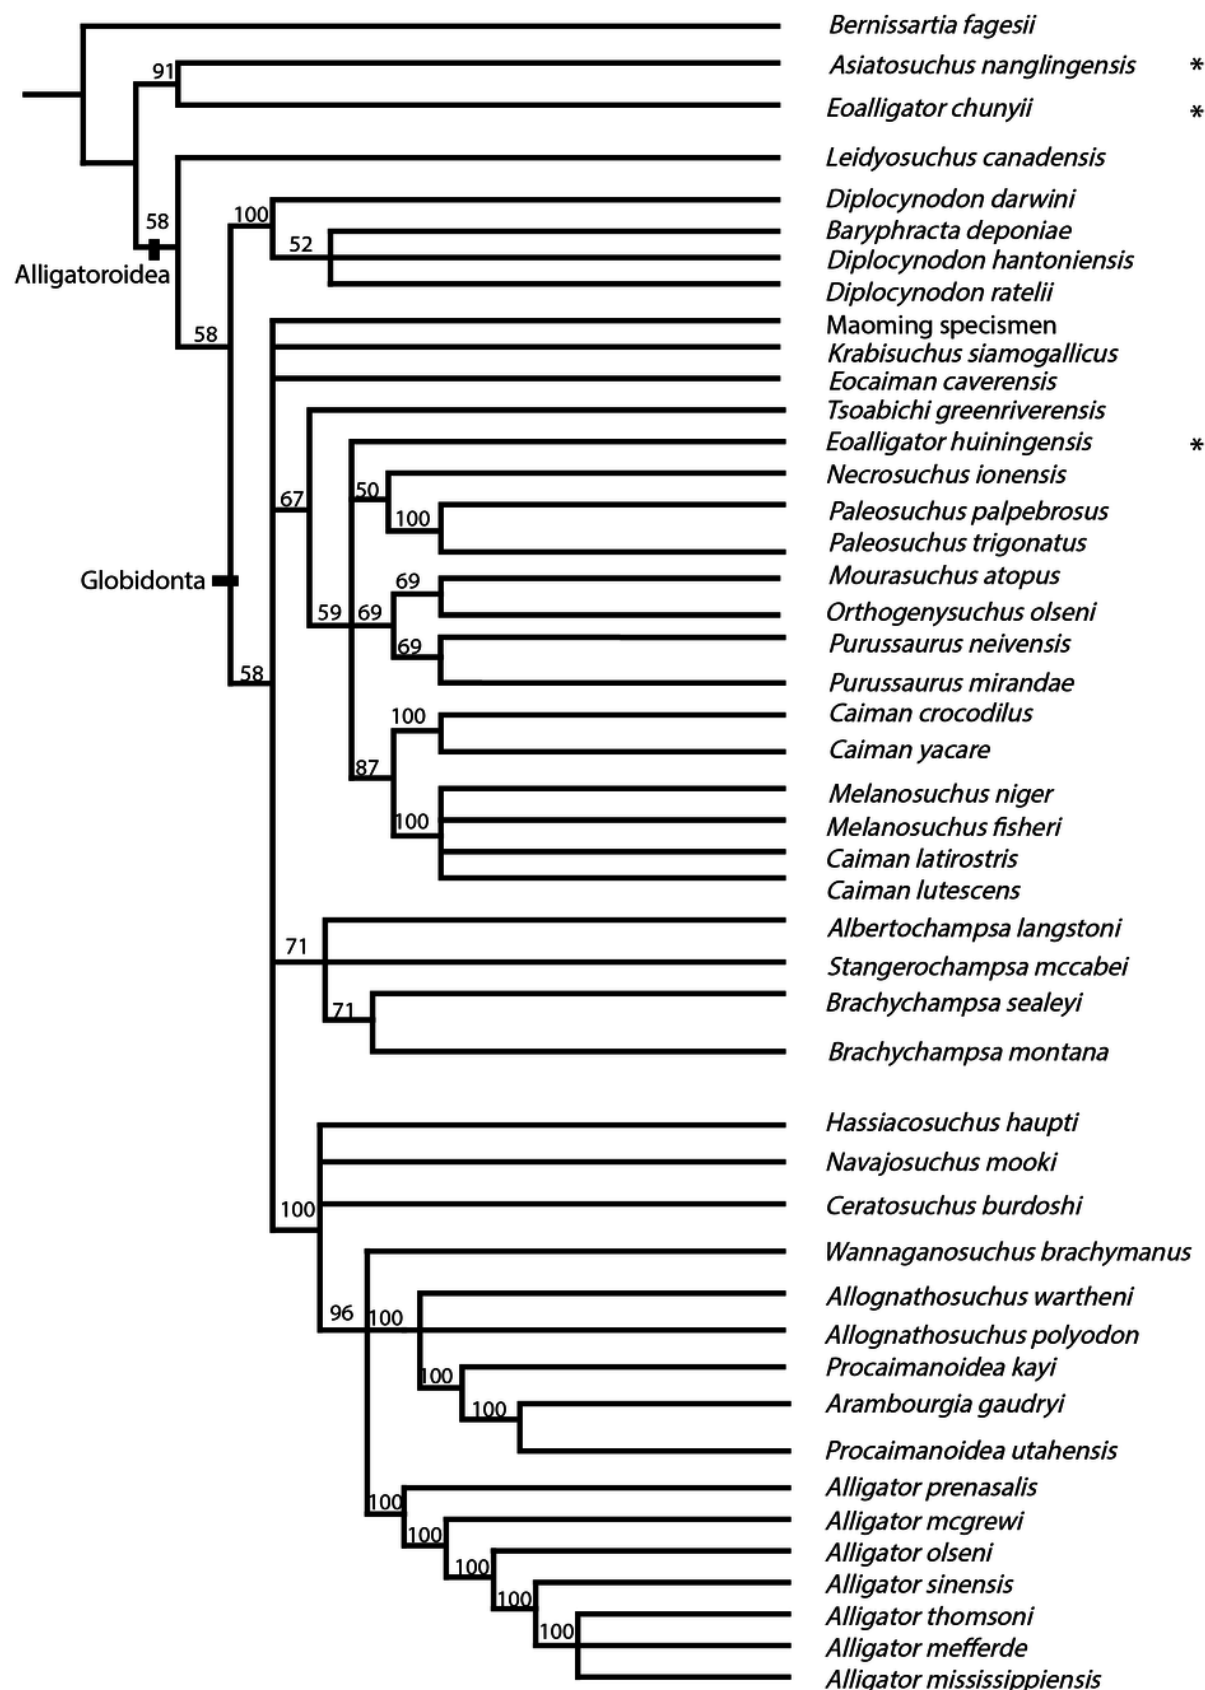 Bernissartia fagesii
91
Asiatosuchus nanglingensis *
Eoalligator chunyii *
Leidyosuchus canadensis
58
Alligatoroidea
100
Diplocynodon darwini
52
Baryphracta deponiae
Diplocynodon hantoniensis
Diplocynodon ratelii
58
Maoming specismen
Krabisuchus siamogallicus
Eocaiman caverensis
Tsoabichi greenriverensis
Eoalligator huiningensis *
67
50
Necrosuchus ionensis
100
Paleosuchus palpebrosus
Paleosuchus trigonatus
Globidonta
69
Mourasuchus atopus
59 69
Orthogenysuchus olseni
69
Purussaurus neivensis
58
Purussaurus mirandae
100
Caiman crocodilus
Caiman yacare
87
Melanosuchus niger
100
Melanosuchus fisheri
Caiman latirostris
Caiman lutescens
Albertochampsa langstoni
71
Stangerochampsa mccabei
71
Brachychampsa sealeyi
Brachychampsa montana
Hassiacosuchus haupti
Navajosuchus mooki
100
Ceratosuchus burdoshi
Wannaganosuchus brachymanus
Allognathosuchus wartheni
96 100
Allognathosuchus polyodon
100
Procaimanoidea kayi
100
Arambourgia gaudryi
Procaimanoidea utahensis
100
Alligator prenasalis
100
Alligator mcgrewi
100
Alligator olseni
100
Alligator sinensis
100
Alligator thomsoni
Alligator mefferde
Alligator mississippiensis